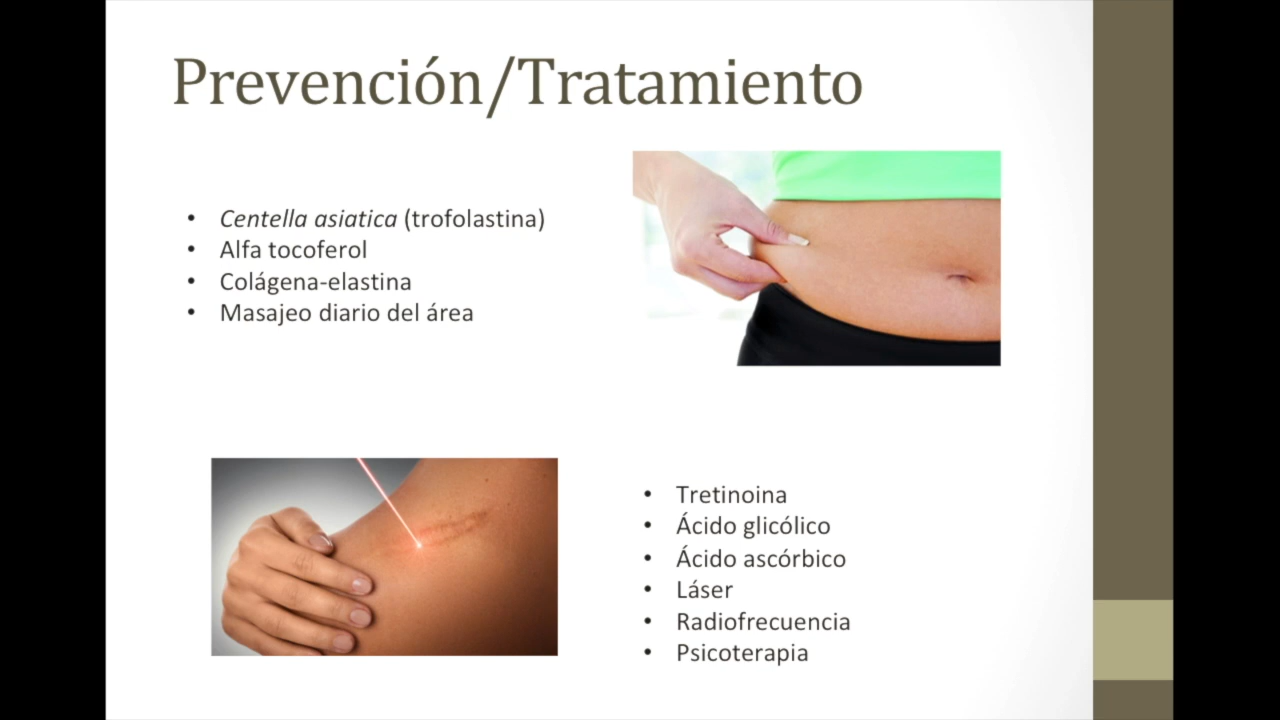 Prevención/Tratamiento
• Centella asiatica (trofolastina)
• Alfa tocoferol
• Colágena-elastina
• Masajeo diario del área
• Tretinoina
• Ácido glicólico
• Ácido ascórbico
• Láser
• Radiofrecuencia
• Psicoterapia